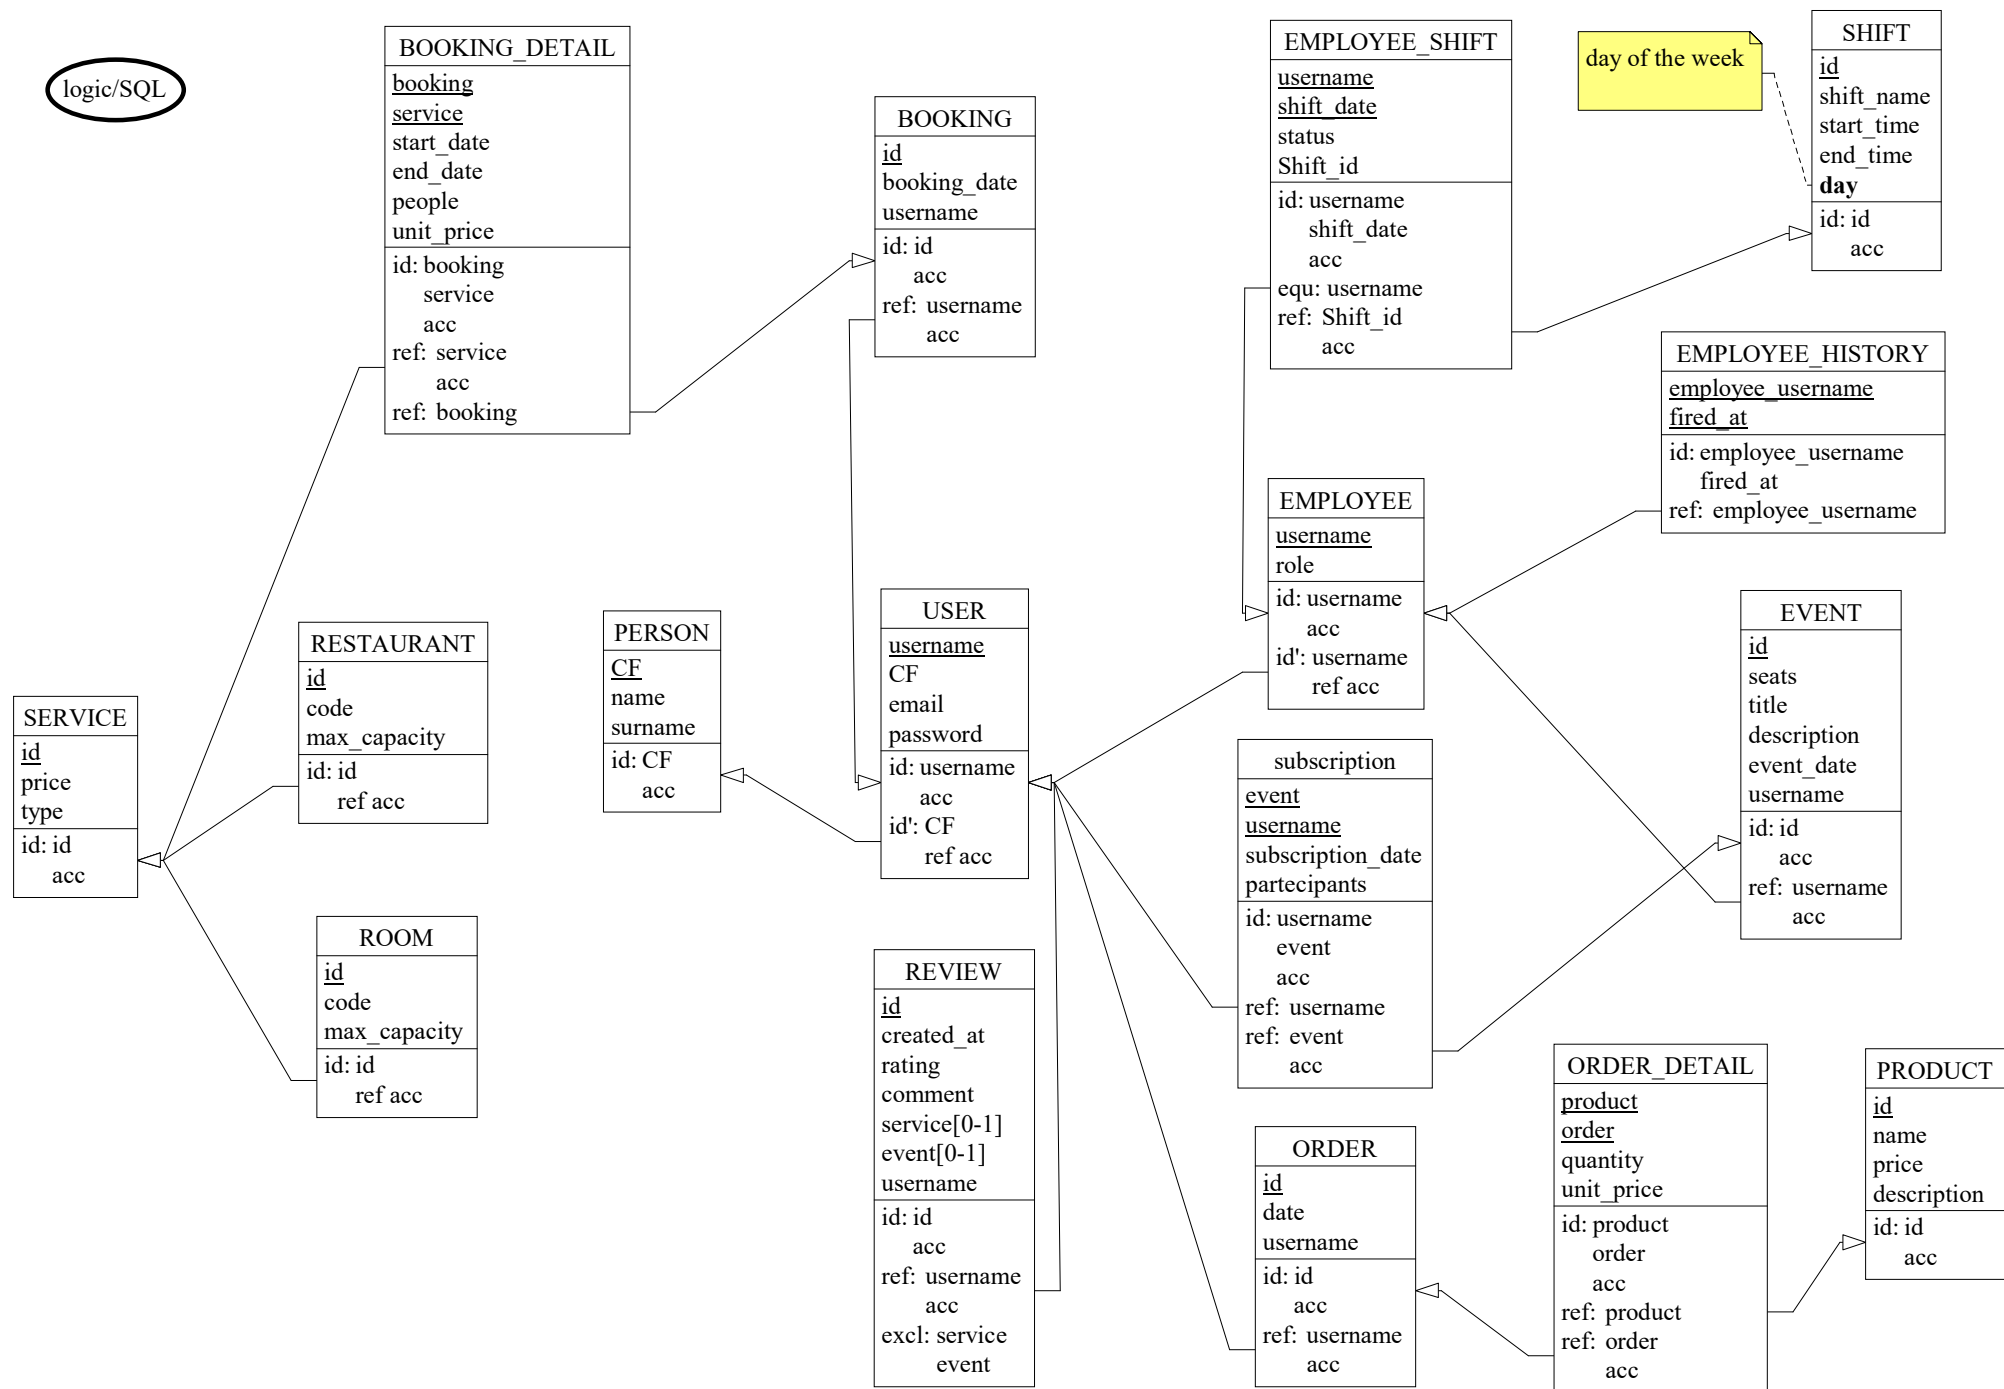 logic/SQL
BOOKING_DETAIL
booking
service
start_date
end_date
people
unit_price
id: booking
service
acc
ref: service
acc
ref: booking
BOOKING
id
booking_date
username
id: id
acc
ref: username
acc
EMPLOYEE_SHIFT
username
shift_date
status
Shift_id
id: username
shift_date
acc
equ: username
ref: Shift_id
acc
day of the week
SHIFT
id
shift_name
start_time
end_time
day
id: id
acc
EMPLOYEE_HISTORY
employee_username
fired_at
id: employee_username
fired_at
ref: employee_username
EMPLOYEE
username
role
id: username
acc
id': username
ref acc
EVENT
id
seats
title
description
event_date
username
id: id
acc
ref: username
acc
SERVICE
id
price
type
id: id
acc
RESTAURANT
id
code
max_capacity
id: id
ref acc
PERSON
CF
name
surname
id: CF
acc
USER
username
CF
email
password
id: username
acc
id': CF
ref acc
subscription
event
username
subscription_date
partecipants
id: username
event
acc
ref: username
ref: event
acc
ROOM
id
code
max_capacity
id: id
ref acc
REVIEW
id
created_at
rating
comment
service[0-1]
event[0-1]
username
id: id
acc
ref: username
acc
excl: service
event
ORDER
id
date
username
id: id
acc
ref: username
acc
ORDER_DETAIL
product
order
quantity
unit_price
id: product
order
acc
ref: product
ref: order
acc
PRODUCT
id
name
price
description
id: id
acc